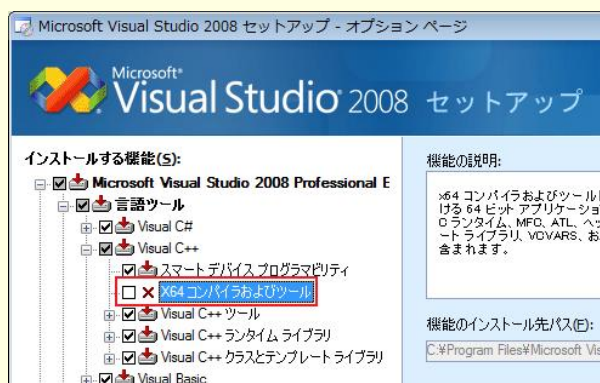 Microsoft Visual Studio 2008 セットアップ - オプション ページ
Microsoft®
Visual Studio® 2008 セットアップ
インストールする機能(S):
Microsoft Visual Studio 2008 Professional E
言語ツール
Visual C#
Visual C++
スマート デバイス プログラマビリティ
X64 コンパイラおよびツール
Visual C++ ツール
Visual C++ ランタイム ライブラリ
Visual C++ クラスとテンプレート ライブラリ
Visual Basic
機能の説明:
x64 コンパイラおよびツール
ける 64 ビット アプリケーショ
C ランタイム、MFC、ATL、ヘッ
ート ライブラリ、VCVARS、お
含まれます。
機能のインストール先パス(F):
C:¥Program Files¥Microsoft Vis